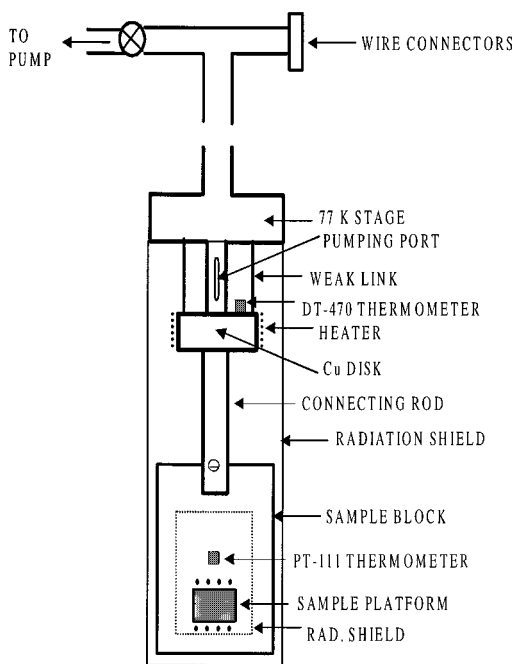 TO
PUMP
WIRE CONNECTORS
77 K STAGE
PUMPING PORT
WEAK LINK
DT-470 THERMOMETER
HEATER
Cu DISK
CONNECTING ROD
RADIATION SHIELD
SAMPLE BLOCK
PT-111 THERMOMETER
SAMPLE PLATFORM
RAD. SHIELD